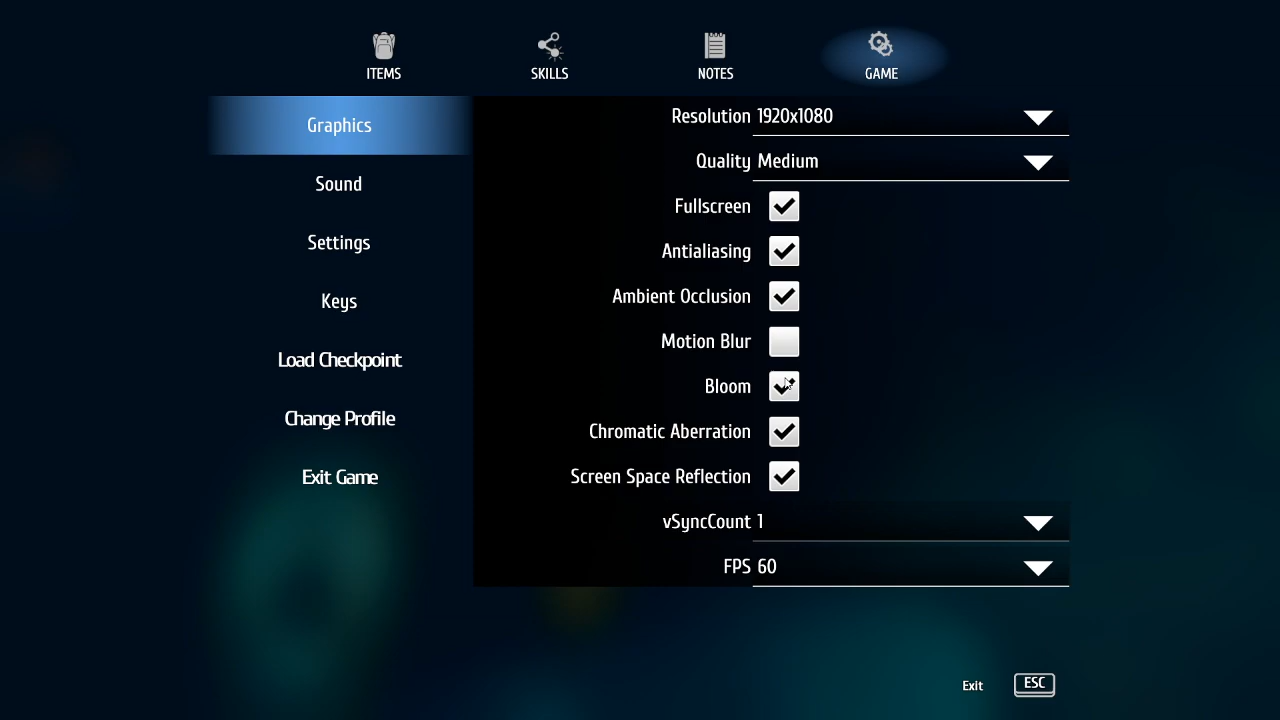 ITEMS
SKILLS
NOTES
GAME
Graphics
Sound
Settings
Keys
Load Checkpoint
Change Profile
Exit Game
Resolution 1920x1080
Quality Medium
Fullscreen
Antialiasing
Ambient Occlusion
Motion Blur
Bloom
Chromatic Aberration
Screen Space Reflection
vSyncCount 1
FPS 60
Exit ESC